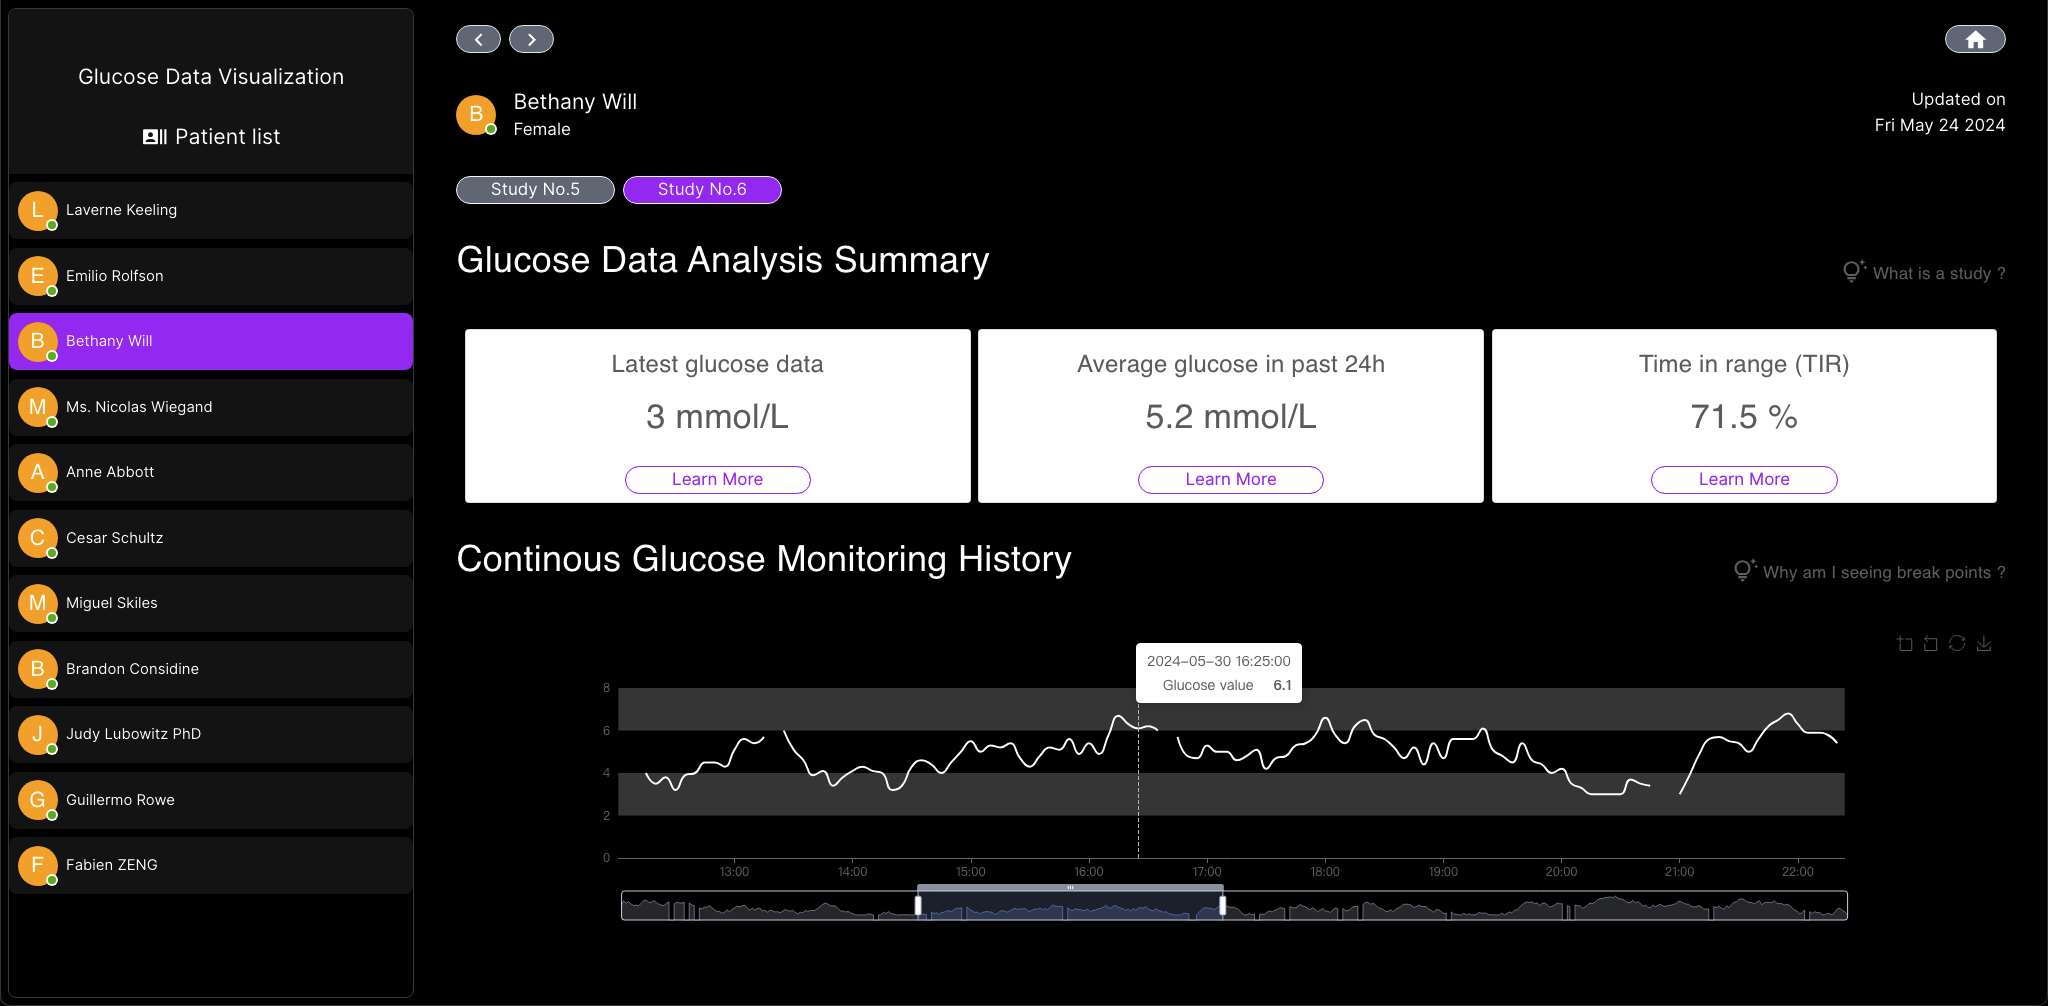 Glucose Data Visualization
Patient list
L Laverne Keeling
E Emilio Rolfson
B Bethany Will
M Ms. Nicolas Wiegand
A Anne Abbott
C Cesar Schultz
M Miguel Skiles
B Brandon Considine
J Judy Lubowitz PhD
G Guillermo Rowe
F Fabien ZENG
B Bethany Will
Female
Updated on
Fri May 24 2024
Study No.5 Study No.6
Glucose Data Analysis Summary
What is a study ?
Latest glucose data
3 mmol/L
Learn More
Average glucose in past 24h
5.2 mmol/L
Learn More
Time in range (TIR)
71.5 %
Learn More
Continous Glucose Monitoring History
Why am I seeing break points ?
2024-05-30 16:25:00
Glucose value 6.1
8
6
4
2
0
13:00 14:00 15:00 16:00 17:00 18:00 19:00 20:00 21:00 22:00